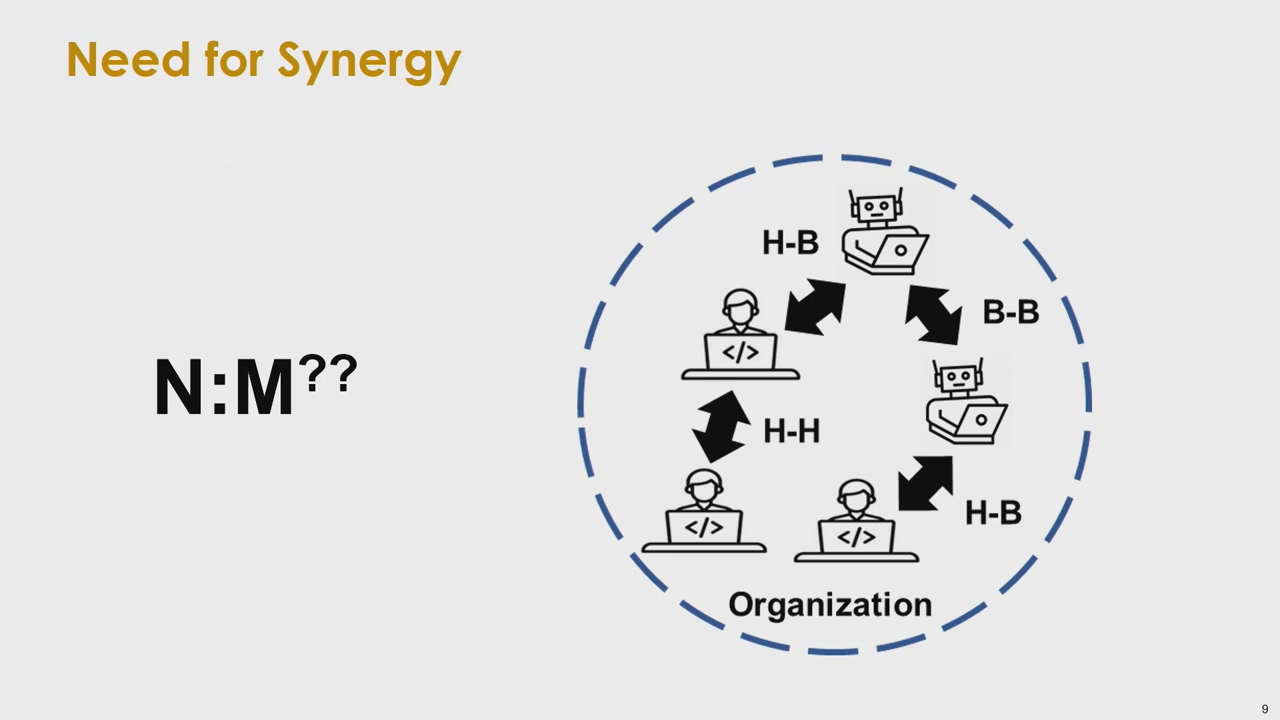 Need for Synergy
H-B
B-B
</>
N:M??
H-H
</>
</>
H-B
Organization
9